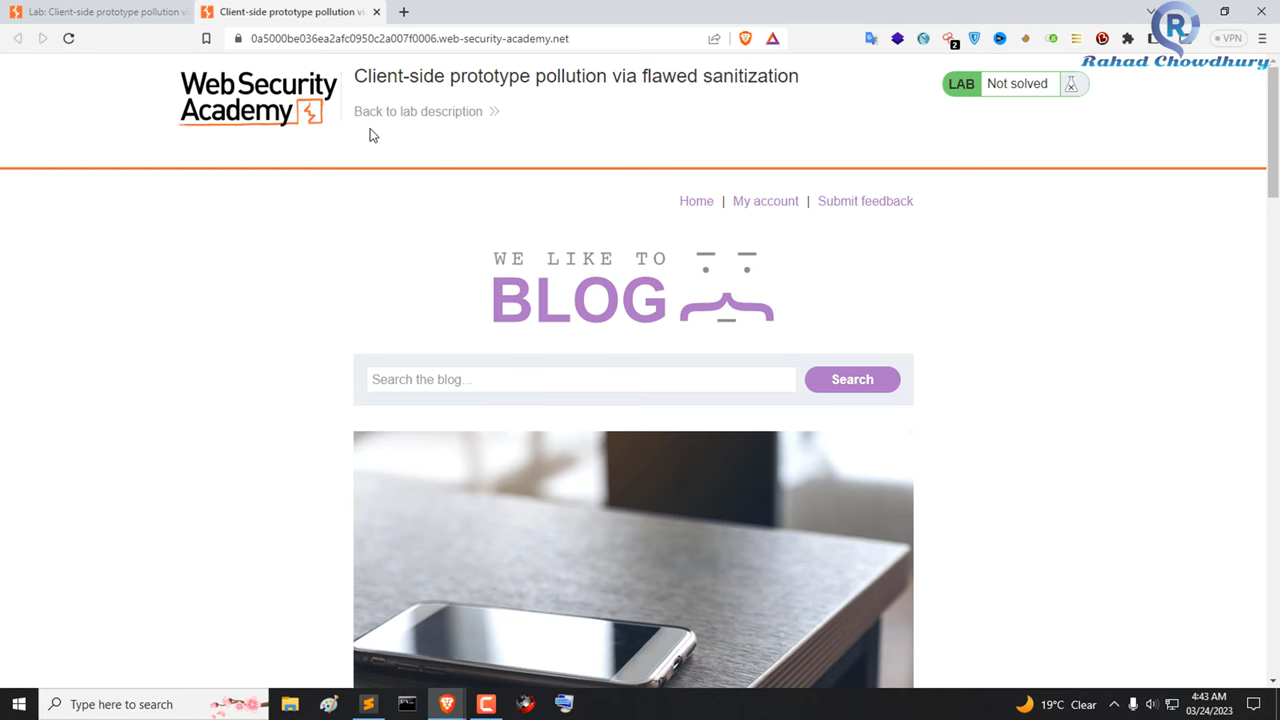 Lab: Client-side prototype pollution vi
Client-side prototype pollution vi
0a5000be036ea2afc0950c2a007f0006.web-security-academy.net
2
VPN
R
Rahad Chowdhury
Web Security
Academy
Client-side prototype pollution via flawed sanitization
Back to lab description
LAB Not solved
Home | My account | Submit feedback
WE LIKE TO
BLOG
Search the blog...
Search
Type here to search
19°C Clear
4:43 AM
03/24/2023